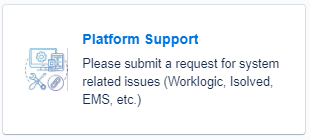 Platform Support
Please submit a request for system
related issues (Worklogic, Isolved,
EMS, etc.)